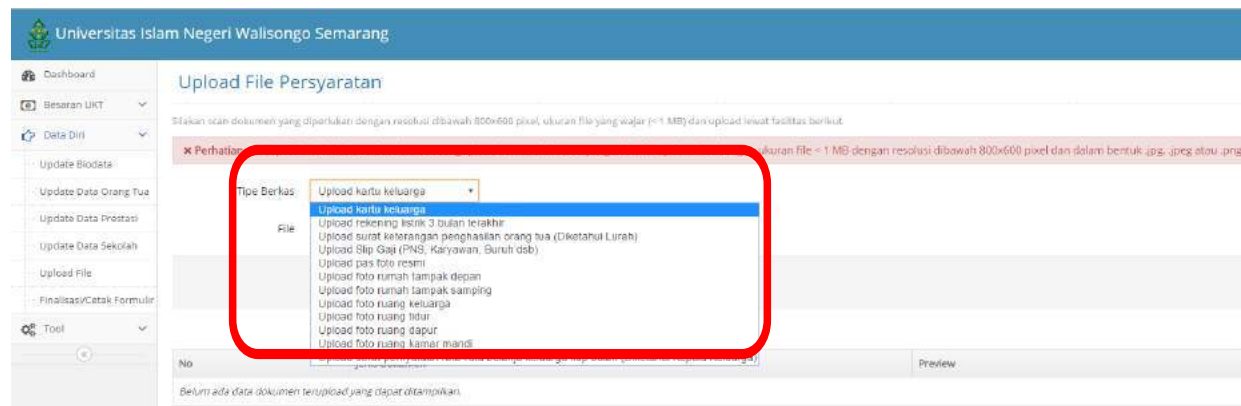 Universitas Islam Negeri Walisongo Semarang
Dashboard
Besaran UKT
Data Diri
Update Biodata
Update Data Orang Tua
Update Data Prestasi
Update Data Sekolah
Upload File
Finalisasi/Cetak Formulir
Tool
Upload File Persyaratan
Silakan scan dokumen yang diperlukan dengan resolusi dibawah 800x600 pixel, ukuran file yang wajar (< 1 MB) dan upload lewat fasilitas berikut.
× Perhatian ukuran file < 1 MB dengan resolusi dibawah 800x600 pixel dan dalam bentuk .jpg, .jpeg atau .png
Tipe Berkas Upload kartu keluarga
File
Upload kartu keluarga
Upload rekening listrik 3 bulan terakhir
Upload surat keterangan penghasilan orang tua (Diketahui Lurah)
Upload Slip Gaji (PNS, Karyawan, Buruh dsb)
Upload pas foto resmi
Upload foto rumah tampak depan
Upload foto rumah tampak samping
Upload foto ruang keluarga
Upload foto ruang tidur
Upload foto ruang dapur
Upload foto ruang kamar mandi
No Preview
Belum ada data dokumen terupload yang dapat ditampilkan.